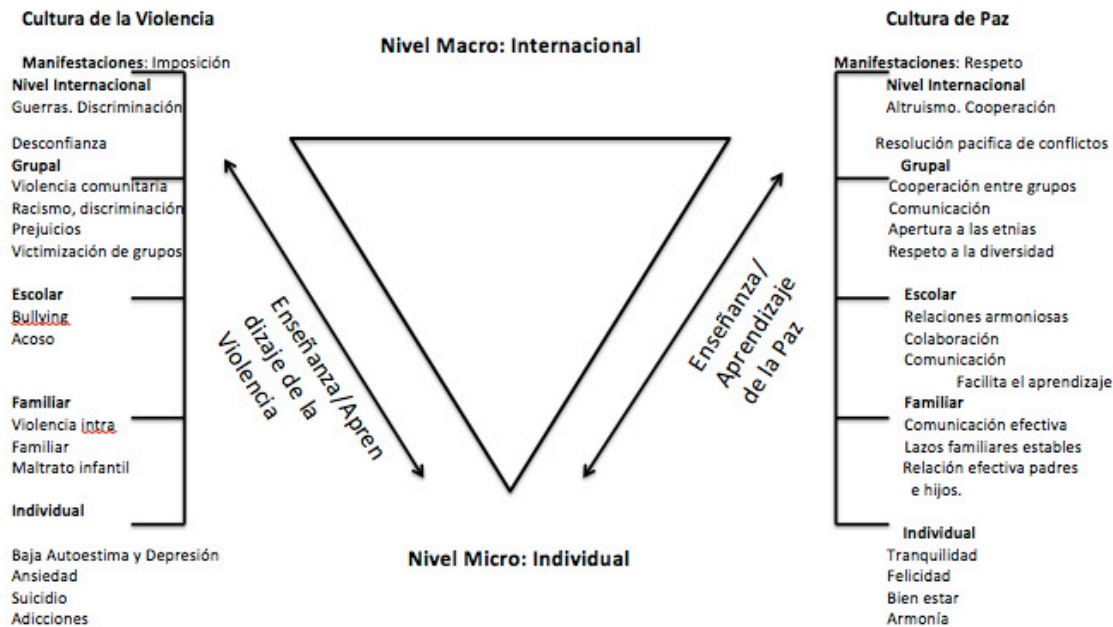 Cultura de la Violencia
Manifestaciones: Imposición
Nivel Internacional
Guerras. Discriminación
Desconfianza
Grupal
Violencia comunitaria
Racismo, discriminación
Prejuicios
Victimización de grupos
Escolar
Bullying
Acoso
Familiar
Violencia intra
Familiar
Maltrato infantil
Individual
Baja Autoestima y Depresión
Ansiedad
Suicidio
Adicciones
Nivel Macro: Internacional
Enseñanza/Apren
dizaje de la
Violencia
Enseñanza/
Aprendizaje
de la Paz
Nivel Micro: Individual
Cultura de Paz
Manifestaciones: Respeto
Nivel Internacional
Altruismo. Cooperación
Resolución pacifica de conflictos
Grupal
Cooperación entre grupos
Comunicación
Apertura a las etnias
Respeto a la diversidad
Escolar
Relaciones armoniosas
Colaboración
Comunicación
Facilita el aprendizaje
Familiar
Comunicación efectiva
Lazos familiares estables
Relación efectiva padres
e hijos.
Individual
Tranquilidad
Felicidad
Bien estar
Armonía